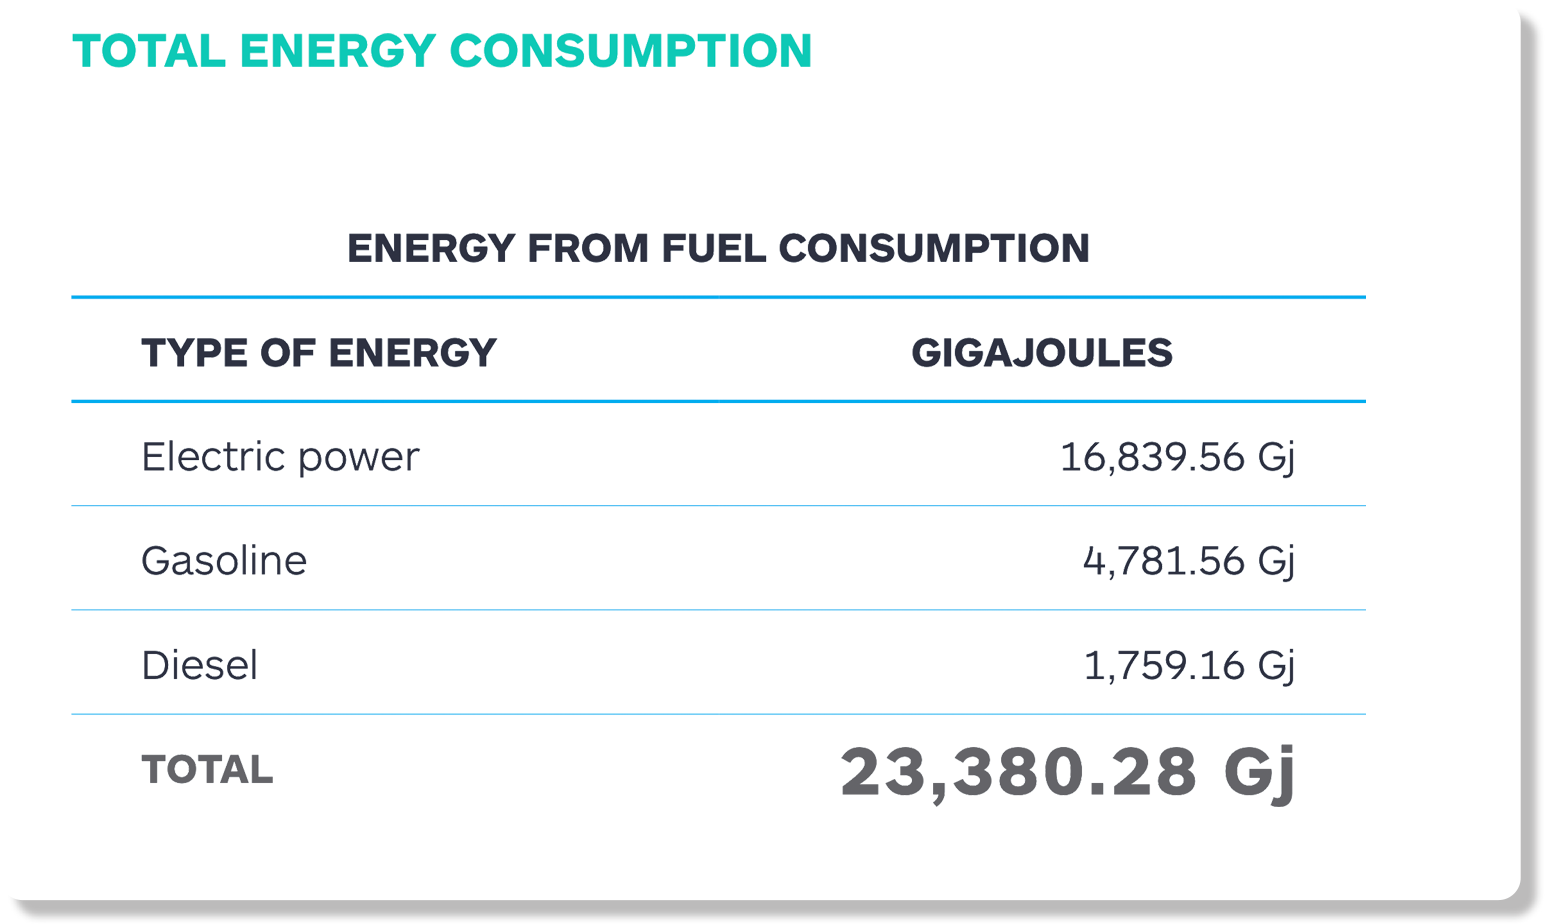 TOTAL ENERGY CONSUMPTION
ENERGY FROM FUEL CONSUMPTION
TYPE OF ENERGY GIGAJOULES
Electric power 16,839.56 Gj
Gasoline 4,781.56 Gj
Diesel 1,759.16 Gj
TOTAL 23,380.28 Gj